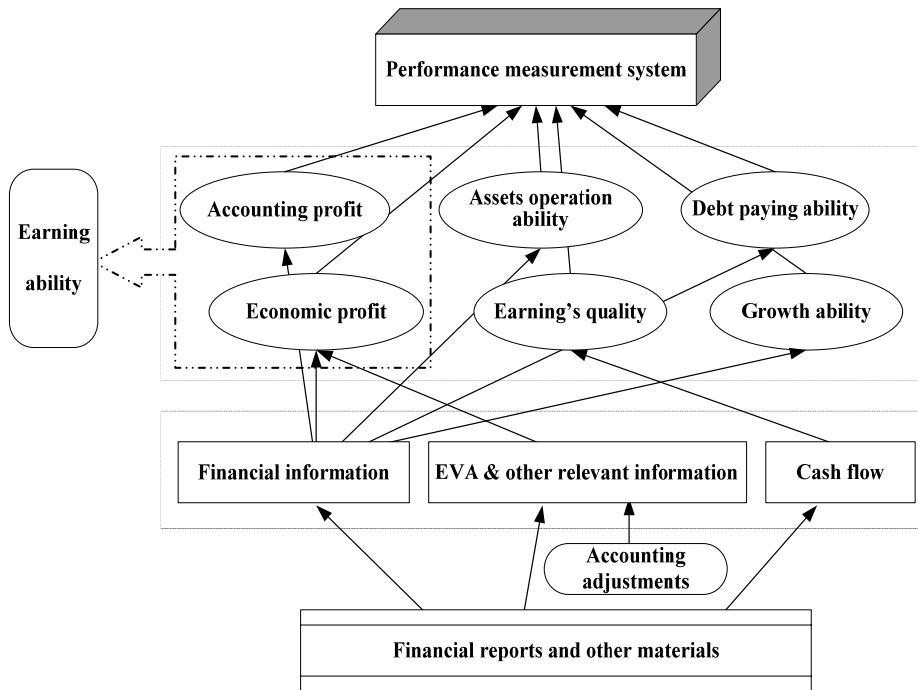 Performance measurement system
Accounting profit
Assets operation
ability
Debt paying ability
Earning
ability
Economic profit
Earning’s quality
Growth ability
Financial information
EVA & other relevant information
Cash flow
Accounting
adjustments
Financial reports and other materials